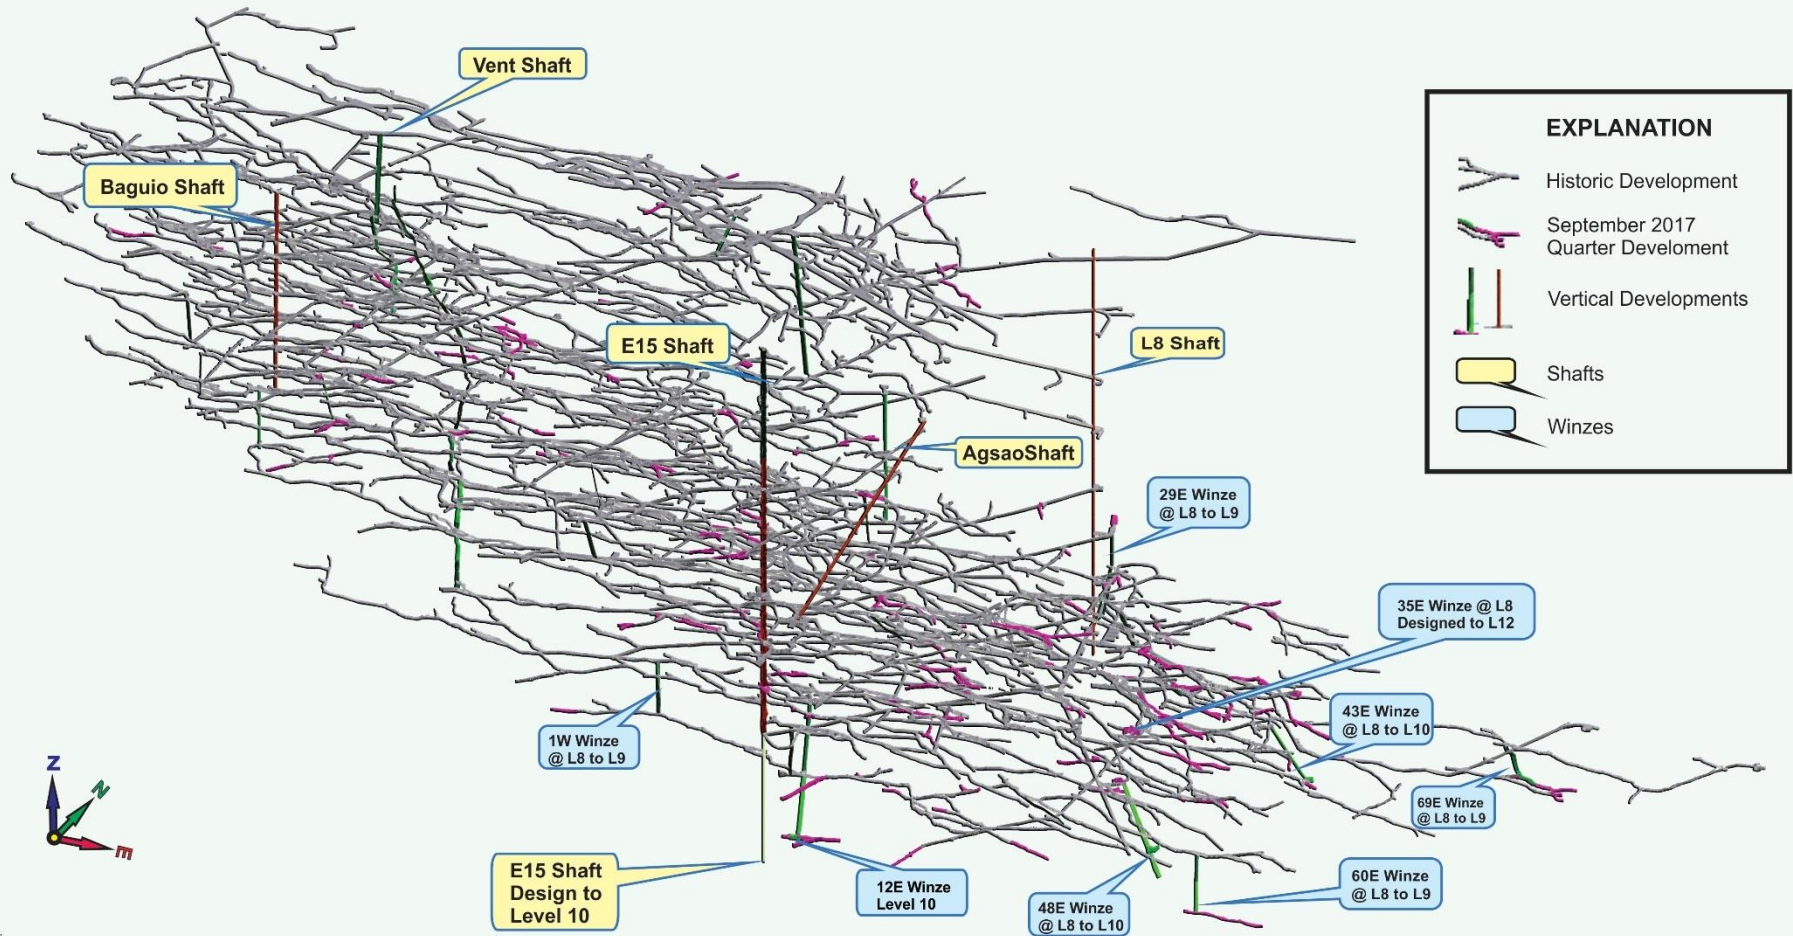 Vent Shaft
Baguio Shaft
E15 Shaft
L8 Shaft
AgsaoShaft
29E Winze
@ L8 to L9
35E Winze @ L8
Designed to L12
43E Winze
@ L8 to L10
1W Winze
@ L8 to L9
69E Winze
@ L8 to L9
E15 Shaft
Design to
Level 10
12E Winze
Level 10
48E Winze
@ L8 to L10
60E Winze
@ L8 to L9
EXPLANATION
Historic Development
September 2017
Quarter Develoment
Vertical Developments
Shafts
Winzes
Z
N
E